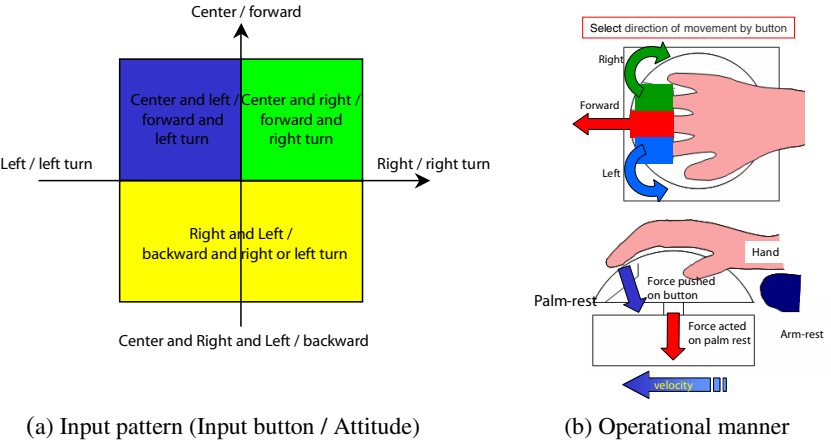 Center / forward
Center and left /
forward and
left turn
Center and right /
forward and
right turn
Left / left turn
Right / right turn
Right and Left /
backward and right or left turn
Center and Right and Left / backward
(a) Input pattern (Input button / Attitude)
Select direction of movement by button
Right
Forward
Left
Hand
Force pushed
on button
Palm-rest
Force acted
on palm rest
Arm-rest
velocity
(b) Operational manner